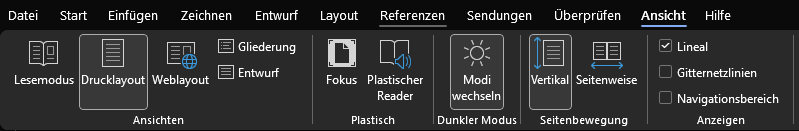 Datei Start Einfügen Zeichnen Entwurf Layout Referenzen Sendungen Überprüfen Ansicht Hilfe
Lesemodus Drucklayout Weblayout
Gliederung
Entwurf
Ansichten
Fokus
Plastischer
Reader
Plastisch
Modi
wechseln
Dunkler Modus
Vertikal Seitenweise
Seitenbewegung
Lineal
Gitternetzlinien
Navigationsbereich
Anzeigen